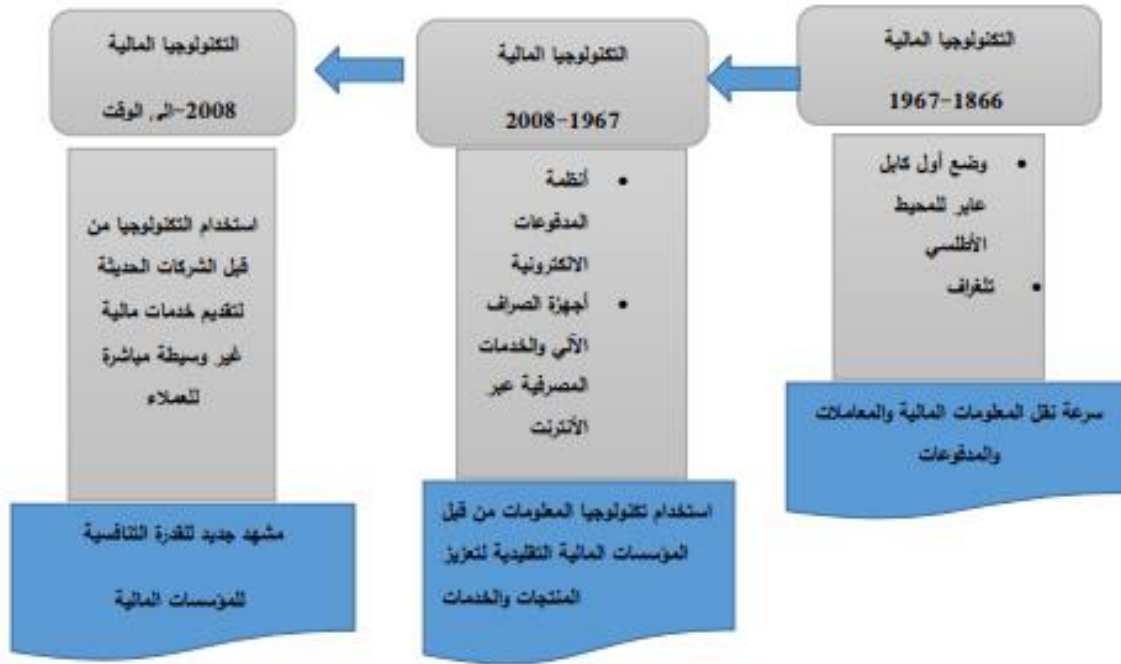 التكنولوجيا المالية
1967-1866
• وضع أول كابل
عابر للمحيط
الأطلسي
• تلغراف
سرعة نقل المعلومات المالية والمعاملات
والمدفوعات
التكنولوجيا المالية
2008-1967
• أنظمة
المدفوعات
الالكترونية
• أجهزة الصراف
الآلي والخدمات
المصرفية عبر
الأنترنت
استخدام تكنولوجيا المعلومات من قبل
المؤسسات المالية التقليدية لتعزيز
المنتجات والخدمات
التكنولوجيا المالية
2008-الى الوقت
استخدام التكنولوجيا من
قبل الشركات الحديثة
لتقديم خدمات مالية
غير وسيطة مباشرة
للعملاء
مشهد جديد للقدرة التنافسية
للمؤسسات المالية